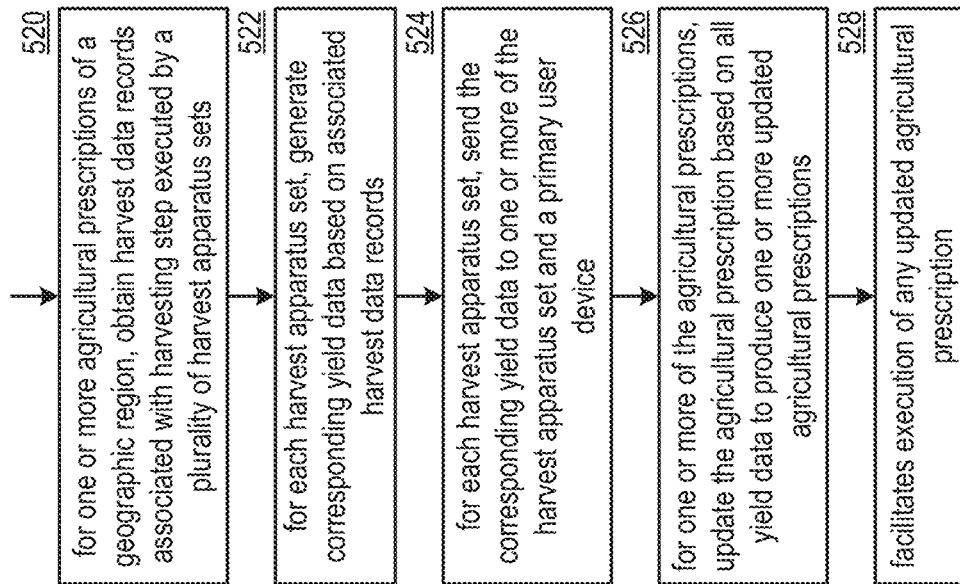 520
for one or more agricultural prescriptions of a
geographic region, obtain harvest data records
associated with harvesting step executed by a
plurality of harvest apparatus sets
522
for each harvest apparatus set, generate
corresponding yield data based on associated
harvest data records
524
for each harvest apparatus set, send the
corresponding yield data to one or more of the
harvest apparatus set and a primary user
device
526
for one or more of the agricultural prescriptions,
update the agricultural prescription based on all
yield data to produce one or more updated
agricultural prescriptions
528
facilitates execution of any updated agricultural
prescription